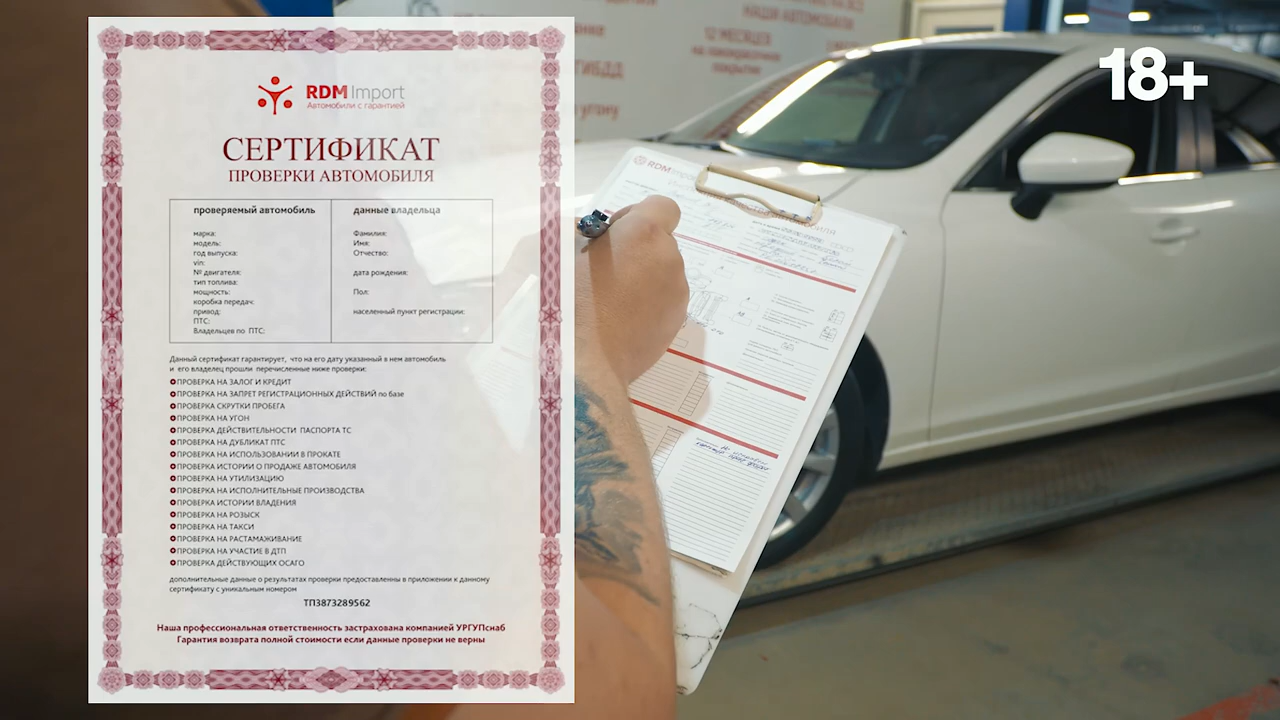 RDM Import
Автомобили с гарантией
СЕРТИФИКАТ
ПРОВЕРКИ АВТОМОБИЛЯ
проверяемый автомобиль
марка:
модель:
год выпуска:
vin:
№ двигателя:
тип топлива:
мощность:
коробка передач:
привод:
ПТС:
Владельцев по ПТС:
данные владельца
Фамилия:
Имя:
Отчество:
дата рождения:
Пол:
населенный пункт регистрации:
Данный сертификат гарантирует, что на его дату указанный в нем автомобиль
и его владелец прошли перечисленные ниже проверки:
ПРОВЕРКА НА ЗАЛОГ И КРЕДИТ
ПРОВЕРКА НА ЗАПРЕТ РЕГИСТРАЦИОННЫХ ДЕЙСТВИЙ по базе
ПРОВЕРКА СКРУТКИ ПРОБЕГА
ПРОВЕРКА НА УГОН
ПРОВЕРКА ДЕЙСТВИТЕЛЬНОСТИ ПАСПОРТА ТС
ПРОВЕРКА НА ДУБЛИКАТ ПТС
ПРОВЕРКА НА ИСПОЛЬЗОВАНИИ В ПРОКАТЕ
ПРОВЕРКА ИСТОРИИ О ПРОДАЖЕ АВТОМОБИЛЯ
ПРОВЕРКА НА УТИЛИЗАЦИЮ
ПРОВЕРКА НА ИСПОЛНИТЕЛЬНЫЕ ПРОИЗВОДСТВА
ПРОВЕРКА ИСТОРИИ ВЛАДЕНИЯ
ПРОВЕРКА НА РОЗЫСК
ПРОВЕРКА НА ТАКСИ
ПРОВЕРКА НА РАСТАМАЖИВАНИЕ
ПРОВЕРКА НА УЧАСТИЕ В ДТП
ПРОВЕРКА ДЕЙСТВУЮЩИХ ОСАГО
дополнительные данные о результатах проверки предоставленны в приложении к данному
сертификату с уникальным номером
ТП3873289562
Наша профессиональная ответственность застрахована компанией УРГУПснаб
Гарантия возврата полной стоимости если данные проверки не верны
18+
НАШИ АВТОМОБИЛИ
12 МЕСЯЦЕВ
на лакокрасочное
покрытие
ГИБДД
угону
RDM Import